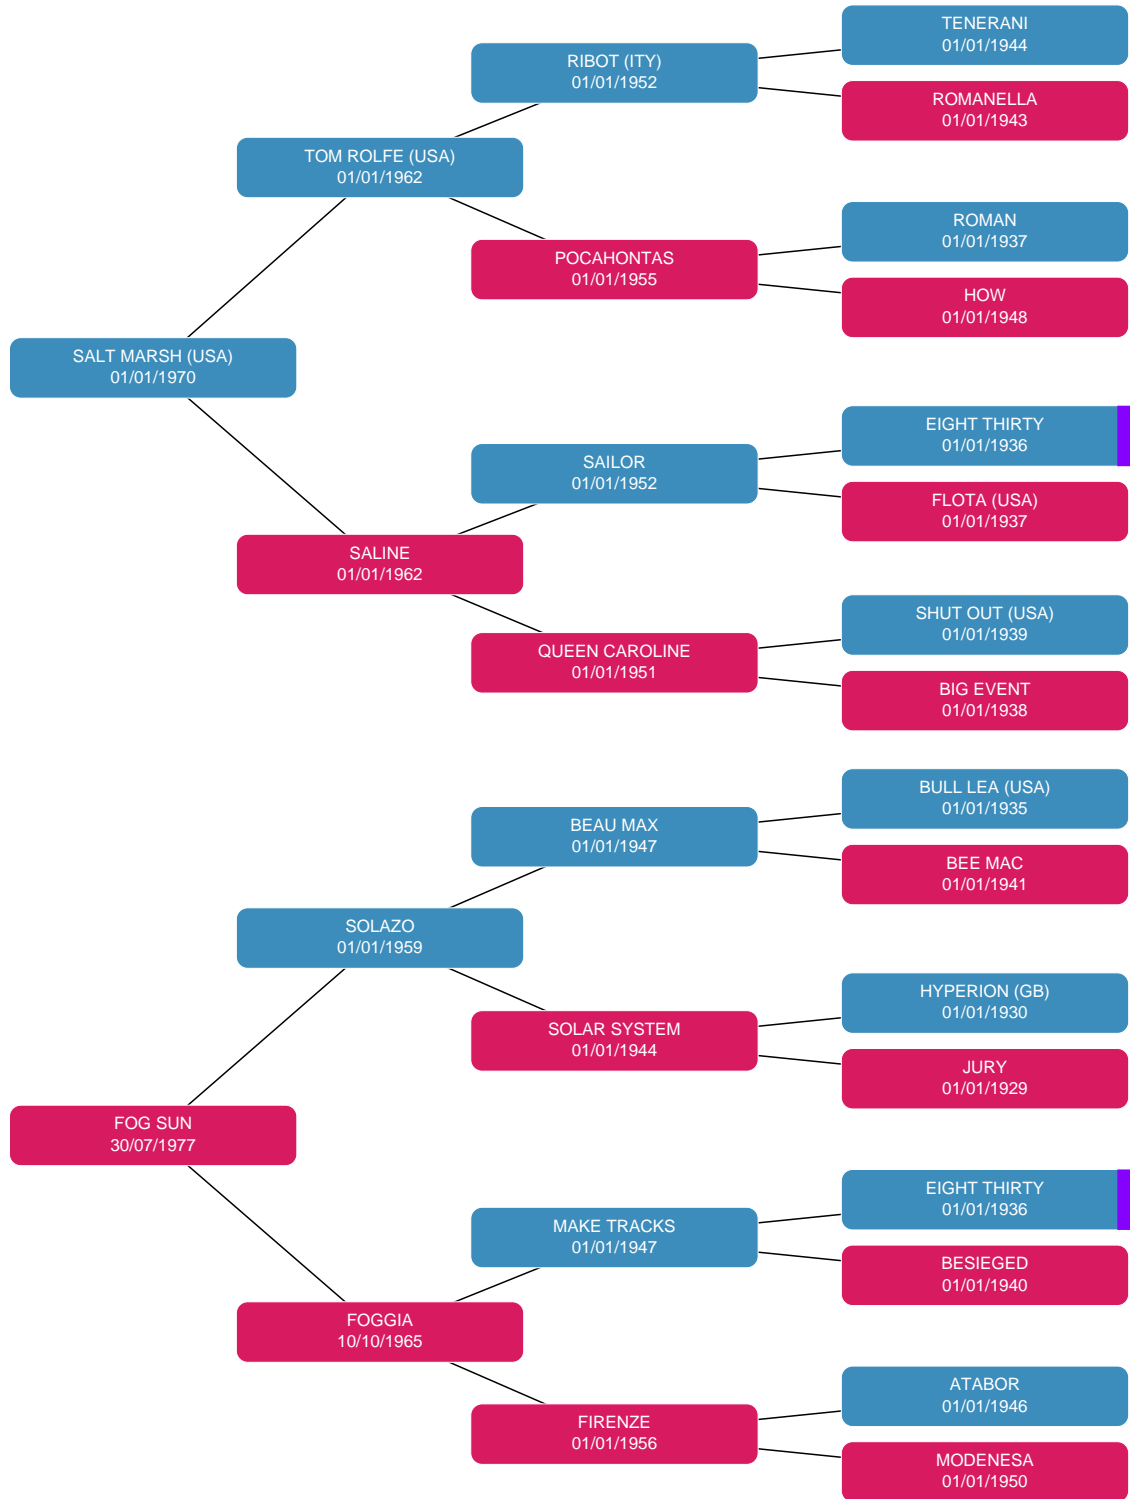 TENERANI
01/01/1944
RIBOT (ITY)
01/01/1952
ROMANELLA
01/01/1943
TOM ROLFE (USA)
01/01/1962
ROMAN
01/01/1937
POCAHONTAS
01/01/1955
HOW
01/01/1948
SALT MARSH (USA)
01/01/1970
EIGHT THIRTY
01/01/1936
SAILOR
01/01/1952
FLOTA (USA)
01/01/1937
SALINE
01/01/1962
SHUT OUT (USA)
01/01/1939
QUEEN CAROLINE
01/01/1951
BIG EVENT
01/01/1938
BULL LEA (USA)
01/01/1935
BEAU MAX
01/01/1947
BEE MAC
01/01/1941
SOLAZO
01/01/1959
HYPERION (GB)
01/01/1930
SOLAR SYSTEM
01/01/1944
JURY
01/01/1929
FOG SUN
30/07/1977
EIGHT THIRTY
01/01/1936
MAKE TRACKS
01/01/1947
BESIEGED
01/01/1940
FOGGIA
10/10/1965
ATABOR
01/01/1946
FIRENZE
01/01/1956
MODENESA
01/01/1950